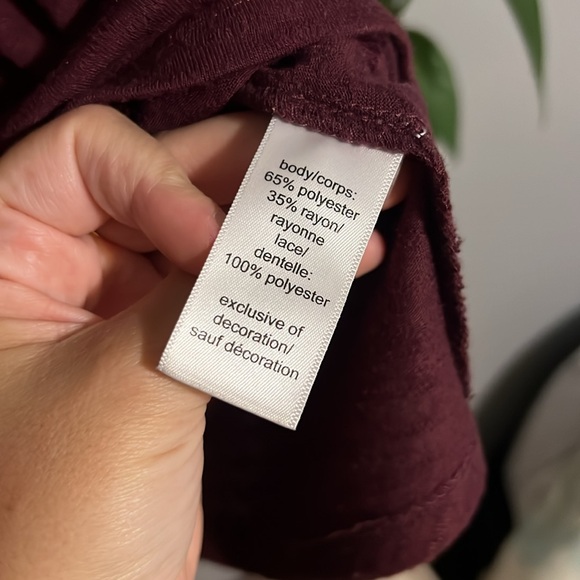 body/corps:
65% polyester
35% rayon/
rayonne
lace/
dentelle:
100% polyester
exclusive of
decoration/
sauf décoration